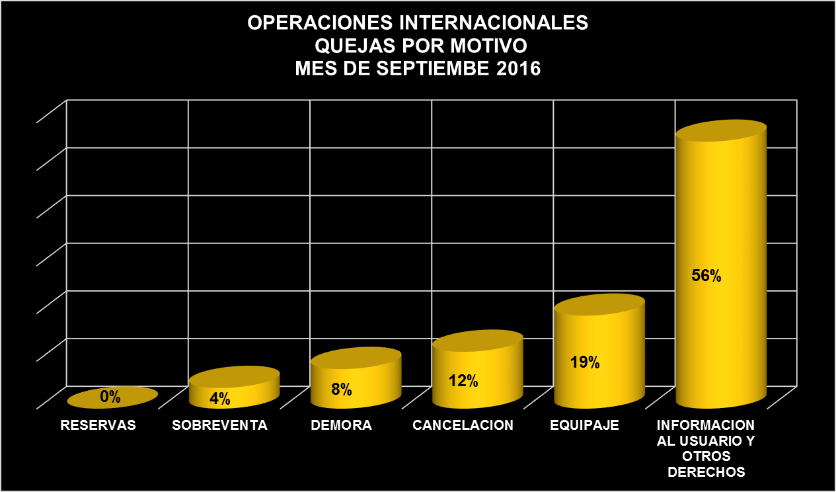 OPERACIONES INTERNACIONALES
QUEJAS POR MOTIVO
MES DE SEPTIEMBE 2016
0%
4%
8%
12%
19%
56%
RESERVAS
SOBREVENTA
DEMORA
CANCELACION
EQUIPAJE
INFORMACION
AL USUARIO Y
OTROS
DERECHOS